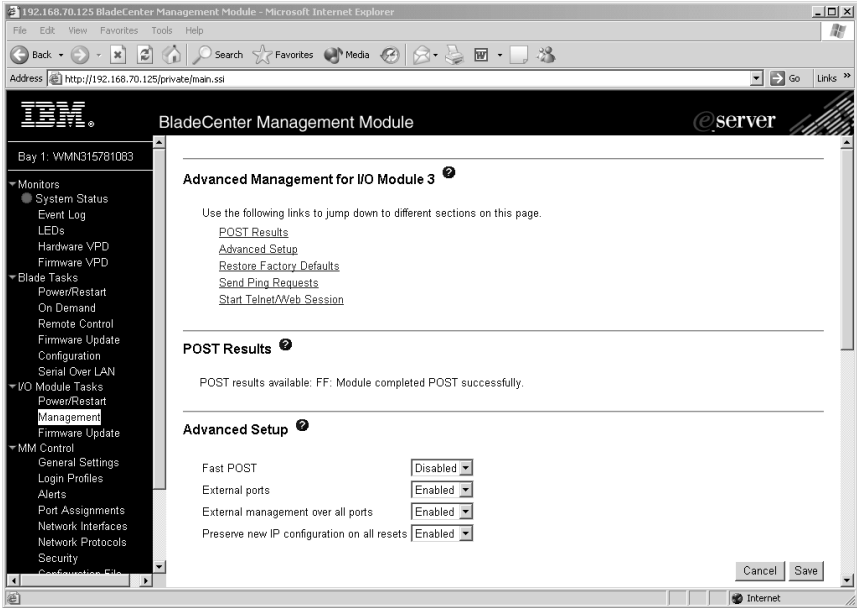 192.168.70.125 BladeCenter Management Module - Microsoft Internet Explorer
File Edit View Favorites Tools Help
Back Search Favorites Media
Address http://192.168.70.125/private/main.ssi Go Links »
IBM. BladeCenter Management Module @server
Bay 1: WMN315781083
Monitors
System Status
Event Log
LEDs
Hardware VPD
Firmware VPD
Blade Tasks
Power/Restart
On Demand
Remote Control
Firmware Update
Configuration
Serial Over LAN
I/O Module Tasks
Power/Restart
Management
Firmware Update
MM Control
General Settings
Login Profiles
Alerts
Port Assignments
Network Interfaces
Network Protocols
Security
Configuration File
Advanced Management for I/O Module 3 ?
Use the following links to jump down to different sections on this page.
POST Results
Advanced Setup
Restore Factory Defaults
Send Ping Requests
Start Telnet/Web Session
POST Results ?
POST results available: FF: Module completed POST successfully.
Advanced Setup ?
Fast POST Disabled
External ports Enabled
External management over all ports Enabled
Preserve new IP configuration on all resets Enabled
Cancel Save
Internet